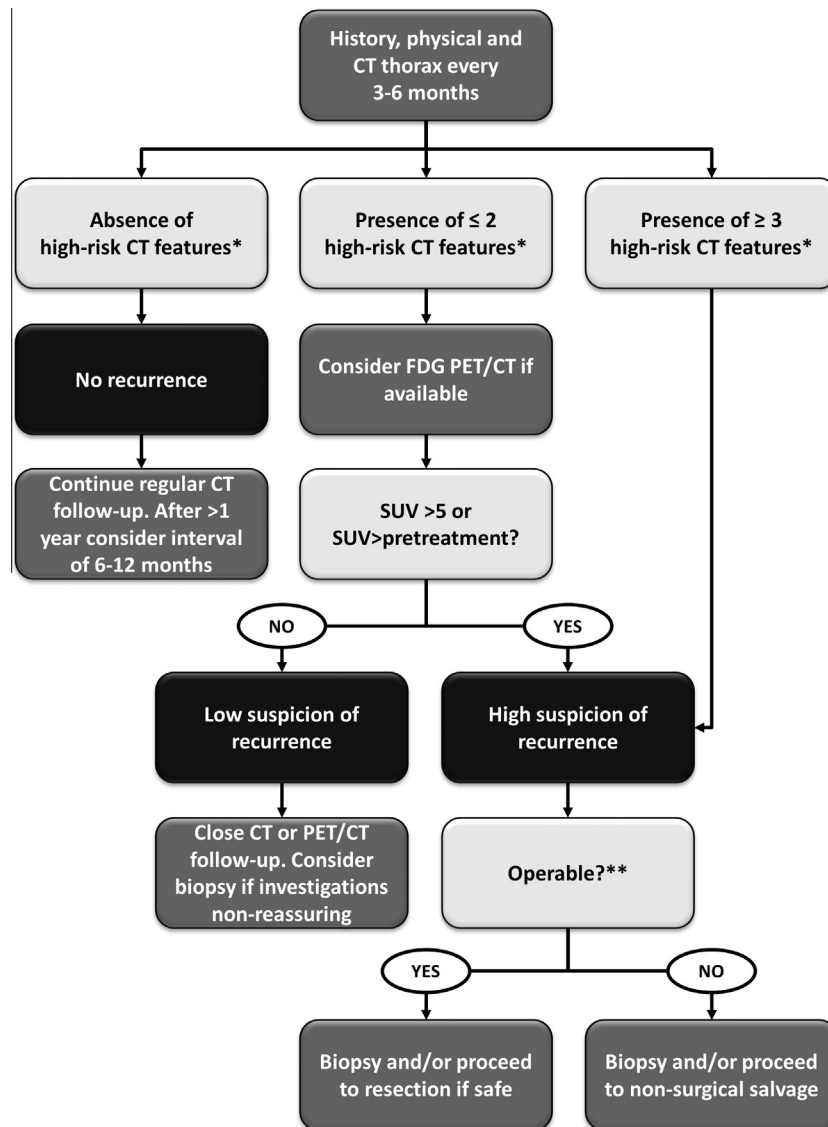 History, physical and
CT thorax every
3-6 months
Absence of
high-risk CT features*
Presence of ≤ 2
high-risk CT features*
Presence of ≥ 3
high-risk CT features*
No recurrence
Consider FDG PET/CT if
available
Continue regular CT
follow-up. After >1
year consider interval
of 6-12 months
SUV >5 or
SUV>pretreatment?
NO
YES
Low suspicion of
recurrence
High suspicion of
recurrence
Close CT or PET/CT
follow-up. Consider
biopsy if investigations
non-reassuring
Operable?**
YES
NO
Biopsy and/or proceed
to resection if safe
Biopsy and/or proceed
to non-surgical salvage